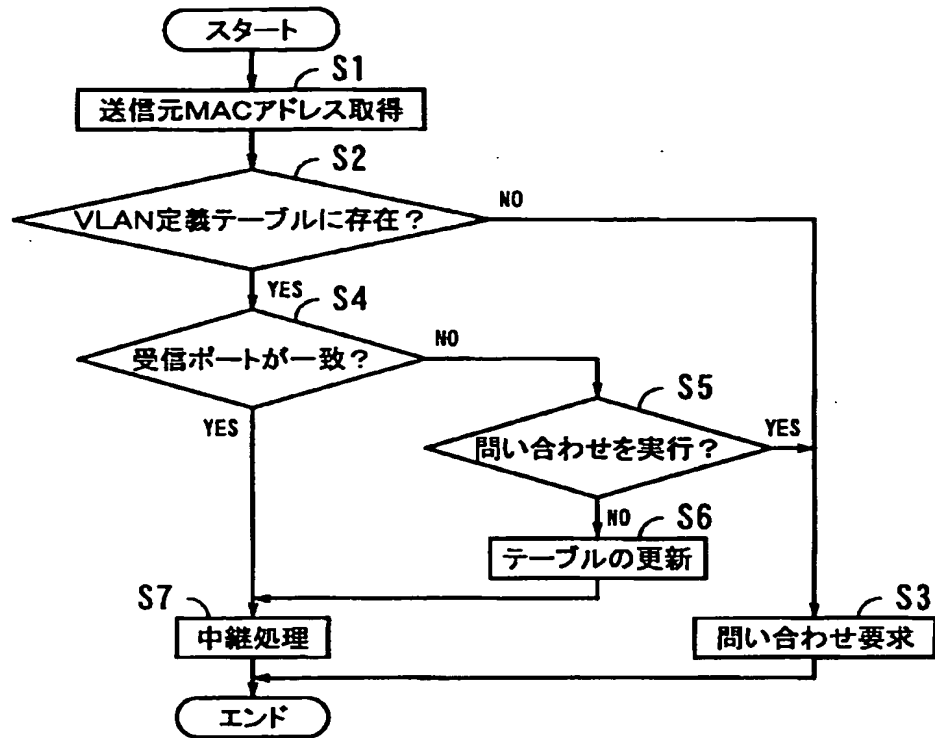 スタート
S1
送信元MACアドレス取得
S2
VLAN定義テーブルに存在？
NO
YES
S4
受信ポートが一致？
NO
YES
S5
問い合わせを実行？
YES
NO
S6
テーブルの更新
S7
中継処理
S3
問い合わせ要求
エンド